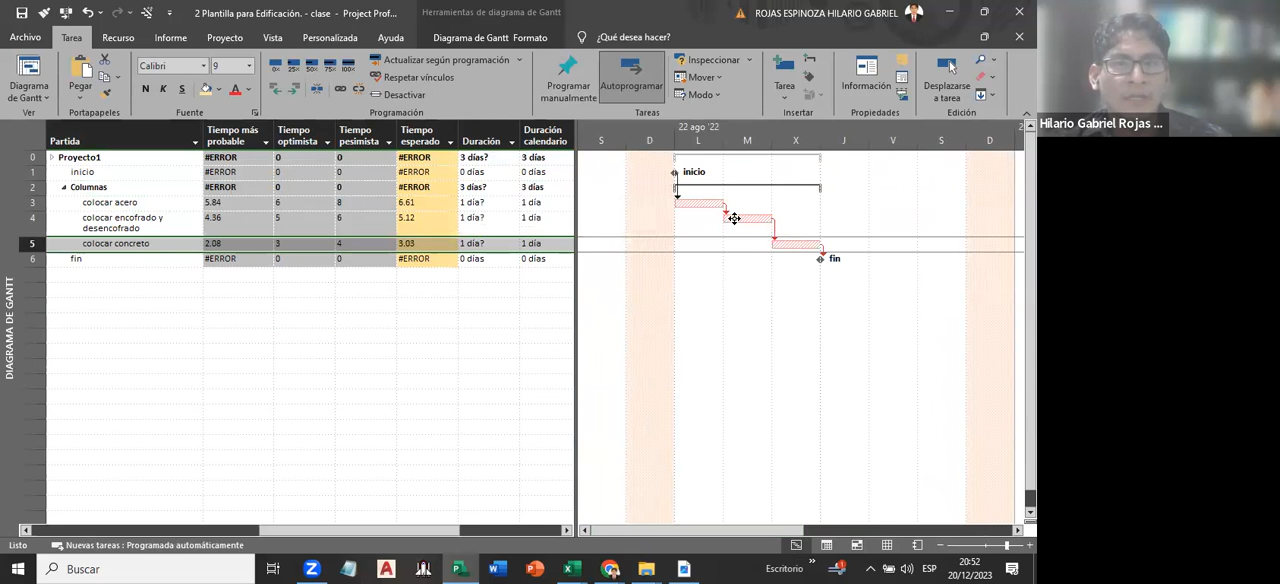 2 Plantilla para Edificación. - clase - Project Prof...
Herramientas de diagrama de Gantt
ROJAS ESPINOZA HILARIO GABRIEL
Archivo Tarea Recurso Informe Proyecto Vista Personalizada Ayuda Diagrama de Gantt Formato ¿Qué desea hacer?
Diagrama de Gantt
Ver
Pegar
Portapapeles
Calibri 9
N K S A
Fuente
0% 25% 50% 75% 100%
Actualizar según programación
Respetar vínculos
Desactivar
Programación
Programar manualmente
Autoprogramar
Inspeccionar
Mover
Modo
Tareas
Tarea
Insertar
Información
Propiedades
Desplazarse a tarea
Edición
Hilario Gabriel Rojas ...
Partida Tiempo más probable Tiempo optimista Tiempo pesimista Tiempo esperado Duración Duración calendario
22 ago '22
S D L M X J V S D
0 Proyecto1 #ERROR 0 0 #ERROR 3 días? 3 días
1 inicio #ERROR 0 0 #ERROR 0 días 0 días
2 Columnas #ERROR 0 0 #ERROR 3 días? 3 días
3 colocar acero 5.84 6 8 6.61 1 día? 1 día
4 colocar encofrado y desencofrado 4.36 5 6 5.12 1 día? 1 día
5 colocar concreto 2.08 3 4 3.03 1 día? 1 día
6 fin #ERROR 0 0 #ERROR 0 días 0 días
inicio
fin
DIAGRAMA DE GANTT
Listo Nuevas tareas : Programada automáticamente
Buscar
Escritorio
ESP
20:52
20/12/2023